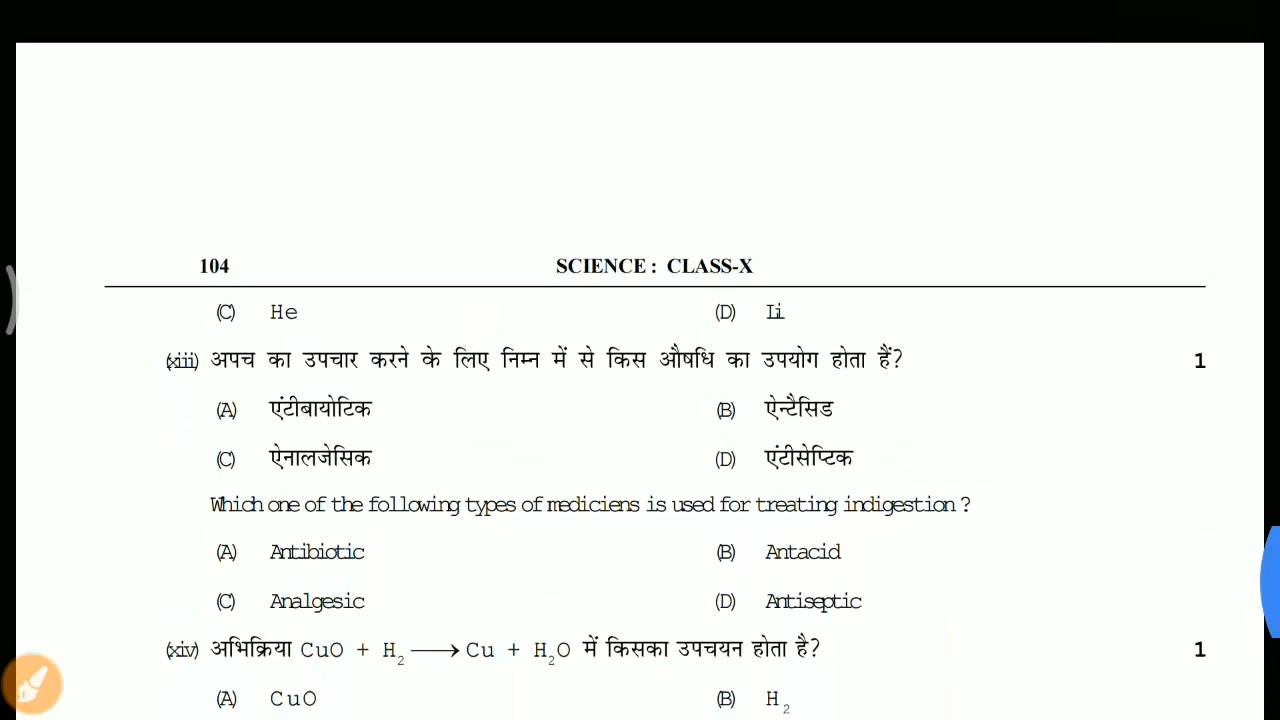 104 SCIENCE : CLASS-X
(C) He (D) Li
(xiii) अपच का उपचार करने के लिए निम्न में से किस औषधि का उपयोग होता हैं? 1
(A) एंटीबायोटिक (B) ऐन्टैसिड
(C) ऐनालजेसिक (D) एंटीसेप्टिक
Which one of the following types of mediciens is used for treating indigestion ?
(A) Antibiotic (B) Antacid
(C) Analgesic (D) Antiseptic
(xiv) अभिक्रिया CuO + H₂ ⟶ Cu + H₂O में किसका उपचयन होता है? 1
(A) CuO (B) H₂